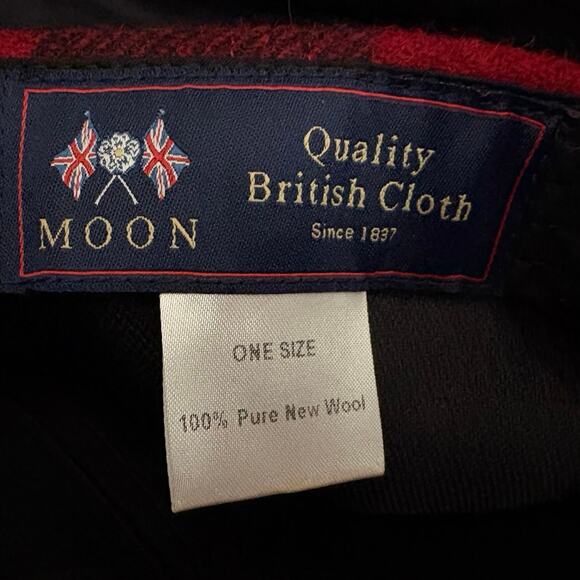 MOON
Quality
British Cloth
Since 1837
ONE SIZE
100% Pure New Wool